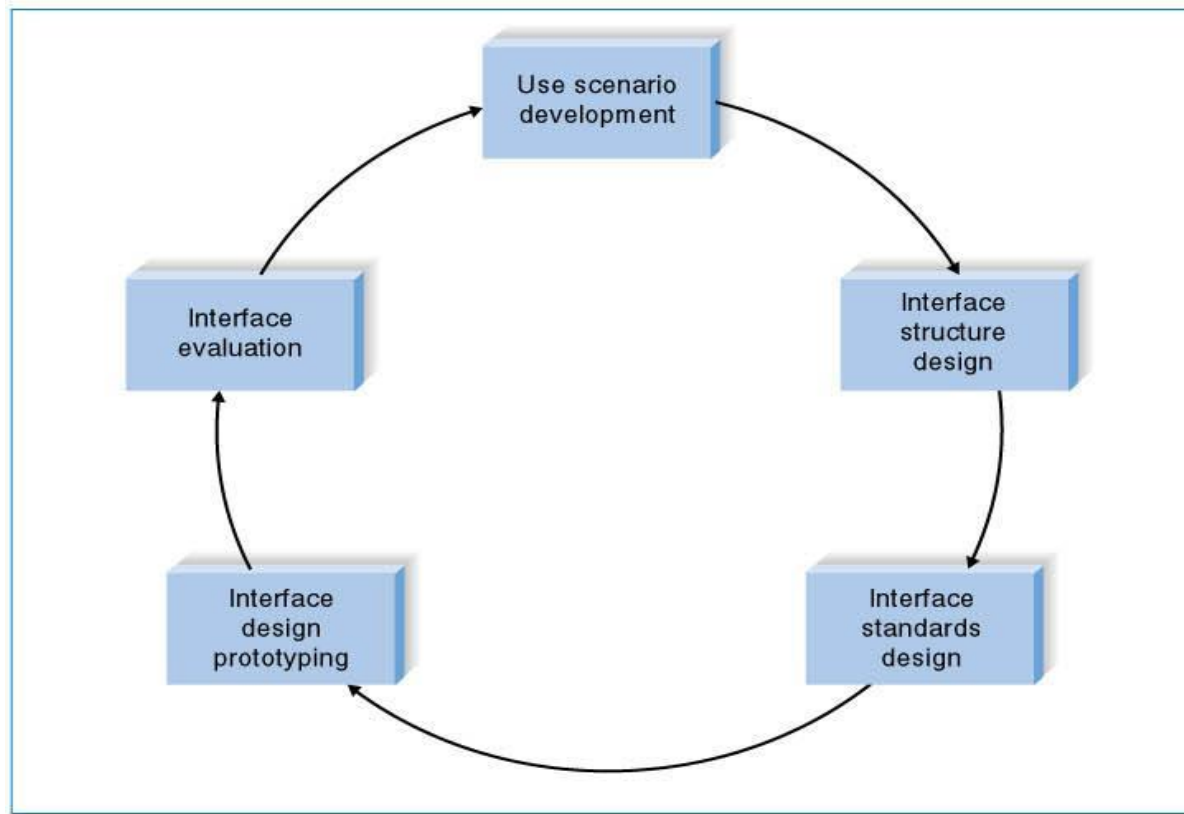 Use scenario
development
Interface
structure
design
Interface
standards
design
Interface
design
prototyping
Interface
evaluation